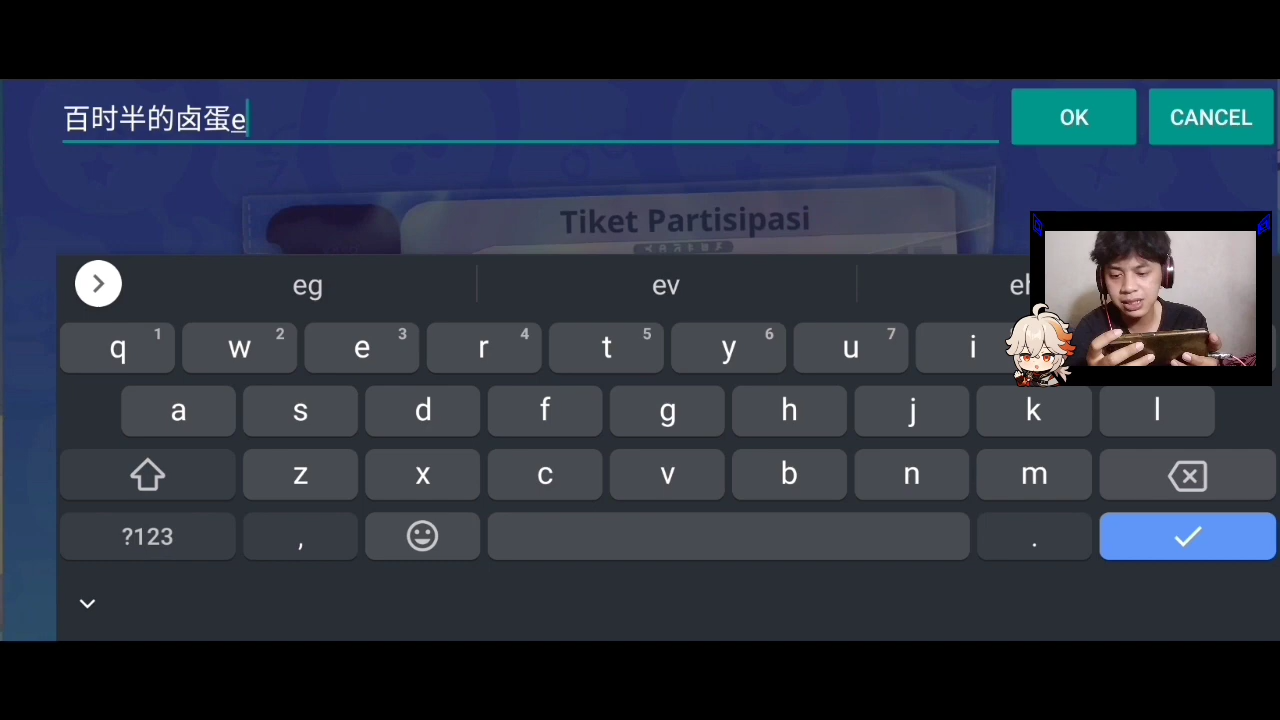 百时半的卤蛋e
OK
CANCEL
Tiket Partisipasi
eg
ev
q 1 w 2 e 3 r 4 t 5 y 6 u 7 i
a s d f g h j k l
z x c v b n m
?123 , .